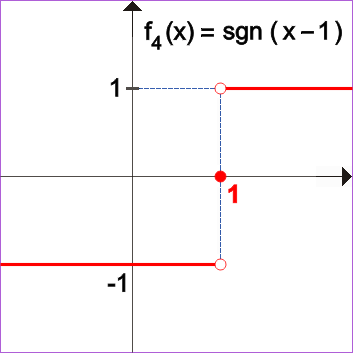 f₄(x) = sgn (x−1)
1
1
-1